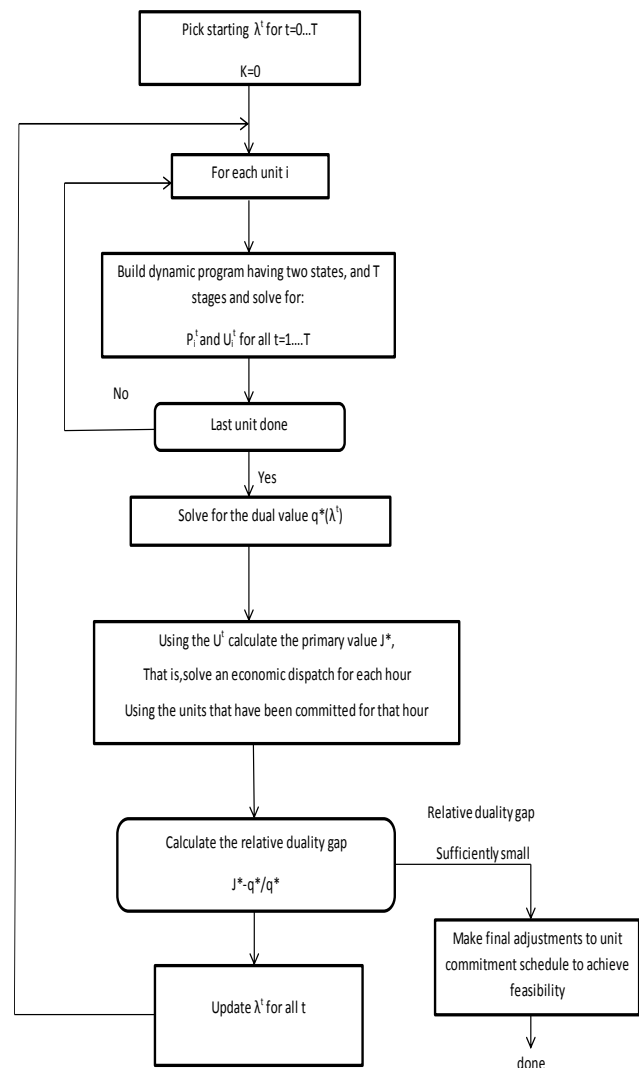 Pick starting λᵗ for t=0...T
K=0
For each unit i
Build dynamic program having two states, and T
stages and solve for:
Pᵢᵗ and Uᵢᵗ for all t=1....T
No
Last unit done
Yes
Solve for the dual value q*(λᵗ)
Using the Uᵗ calculate the primary value J*,
That is,solve an economic dispatch for each hour
Using the units that have been committed for that hour
Relative duality gap
Sufficiently small
Calculate the relative duality gap
J*-q*/q*
Make final adjustments to unit
commitment schedule to achieve
feasibility
Update λᵗ for all t
done